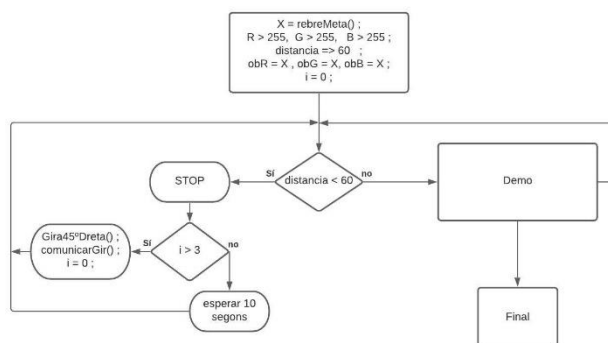 X = rebreMeta() ;
R > 255, G > 255, B > 255 ;
distancia => 60 ;
obR = X , obG = X, obB = X ;
i = 0 ;
distancia < 60
Sí
no
STOP
Demo
i > 3
Sí
no
Gira45ºDreta() ;
comunicarGir() ;
i = 0 ;
esperar 10
segons
Final